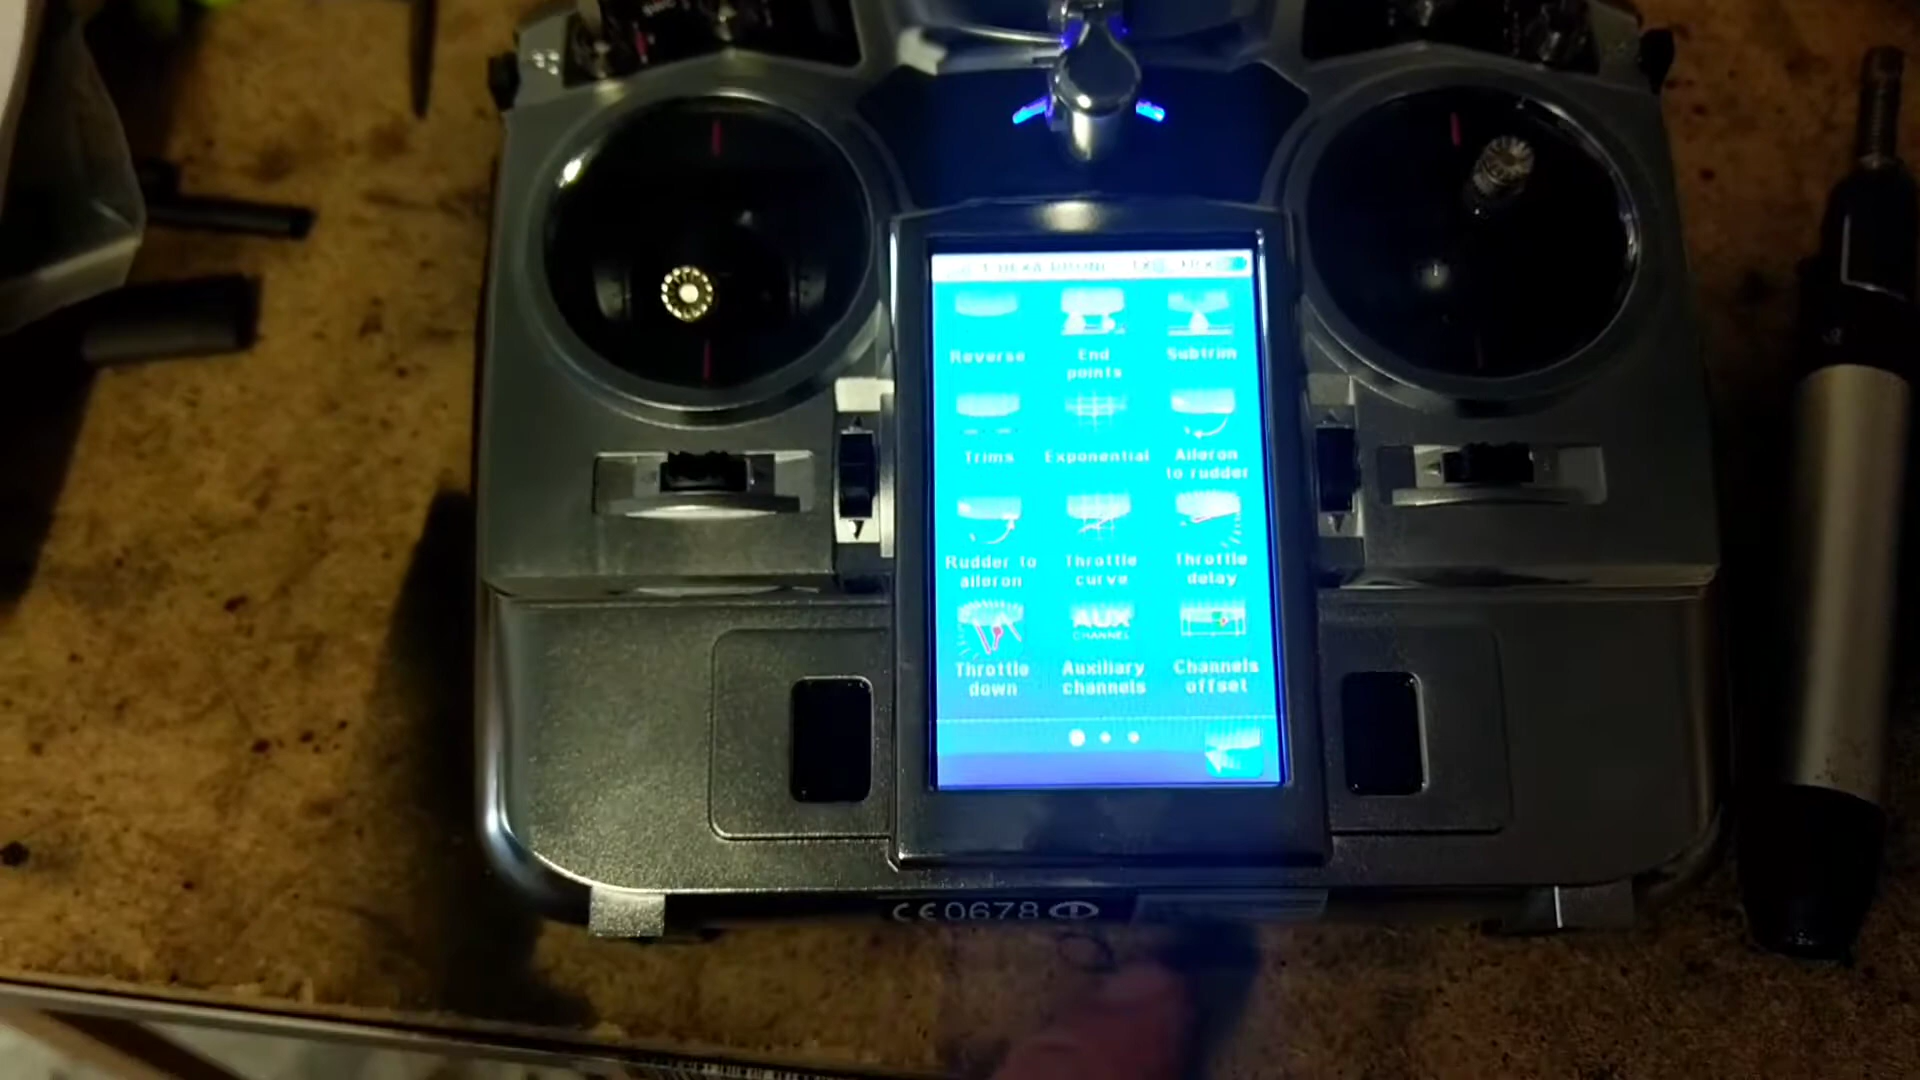 Reverse
End
points
Subtrim
Trims
Exponential
Aileron
to rudder
Rudder to
aileron
Throttle
curve
Throttle
delay
Throttle
down
AUX
CHANNEL
Auxiliary
channels
Channels
offset
CE0678